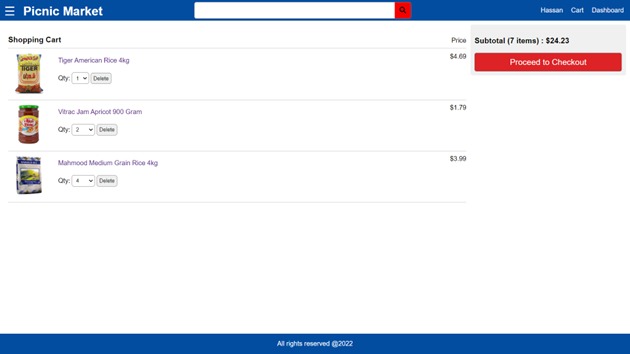 ☰ Picnic Market Hassan Cart Dashboard
Shopping Cart Price
Subtotal (7 items) : $24.23
Proceed to Checkout
TIGER
Tiger American Rice 4kg $4.69
Qty: 1 Delete
Vitrac Jam Apricot 900 Gram $1.79
Qty: 2 Delete
Mahmood Medium Grain Rice 4kg $3.99
Qty: 4 Delete
All rights reserved @2022